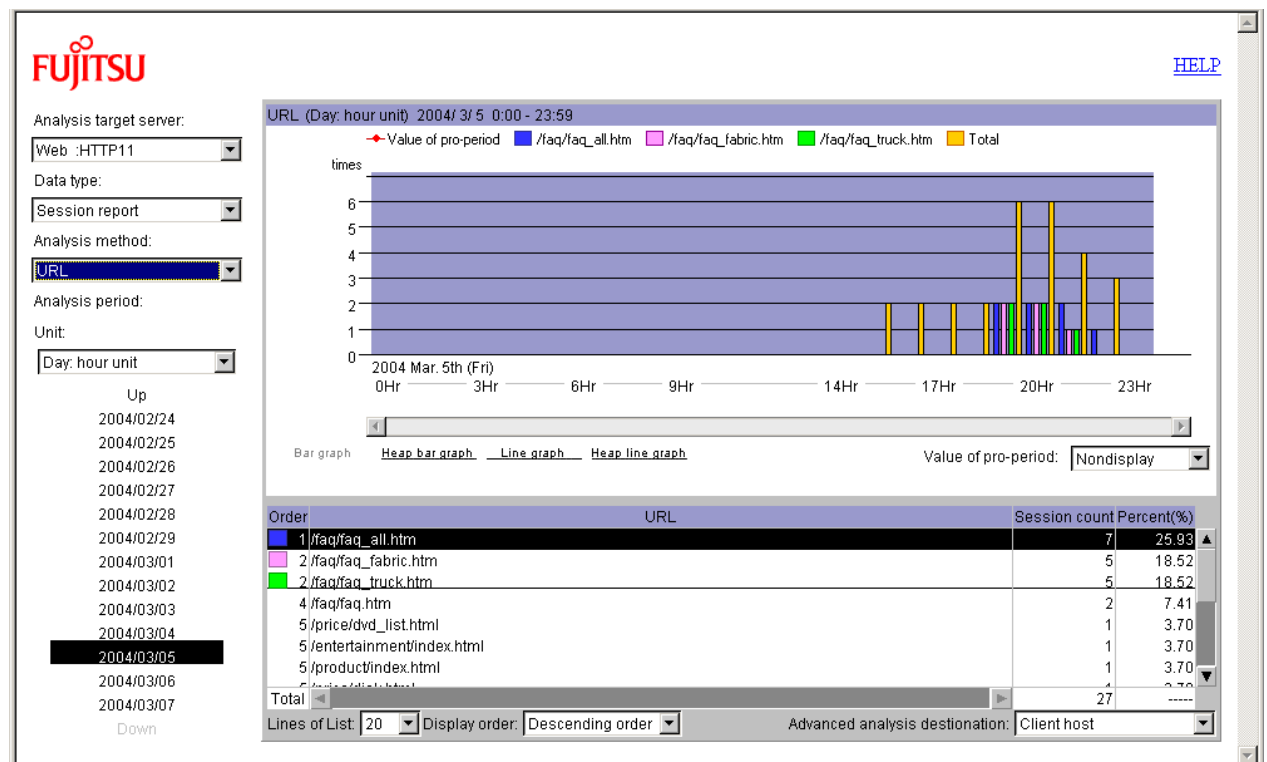 FUJITSU
HELP
Analysis target server:
Web :HTTP11
Data type:
Session report
Analysis method:
URL
Analysis period:
Unit:
Day: hour unit
Up
2004/02/24
2004/02/25
2004/02/26
2004/02/27
2004/02/28
2004/02/29
2004/03/01
2004/03/02
2004/03/03
2004/03/04
2004/03/05
2004/03/06
2004/03/07
Down
URL (Day: hour unit) 2004/ 3/ 5 0:00 - 23:59
Value of pro-period /faq/faq_all.htm /faq/faq_fabric.htm /faq/faq_truck.htm Total
times
6
5
4
3
2
1
0
2004 Mar. 5th (Fri)
0Hr 3Hr 6Hr 9Hr 14Hr 17Hr 20Hr 23Hr
Bar graph Heap bar graph Line graph Heap line graph Value of pro-period: Nondisplay
Order URL Session count Percent(%)
1 /faq/faq_all.htm 7 25.93
2 /faq/faq_fabric.htm 5 18.52
2 /faq/faq_truck.htm 5 18.52
4 /faq/faq.htm 2 7.41
5 /price/dvd_list.html 1 3.70
5 /entertainment/index.html 1 3.70
5 /product/index.html 1 3.70
Total 27 -----
Lines of List: 20 Display order: Descending order Advanced analysis destionation: Client host